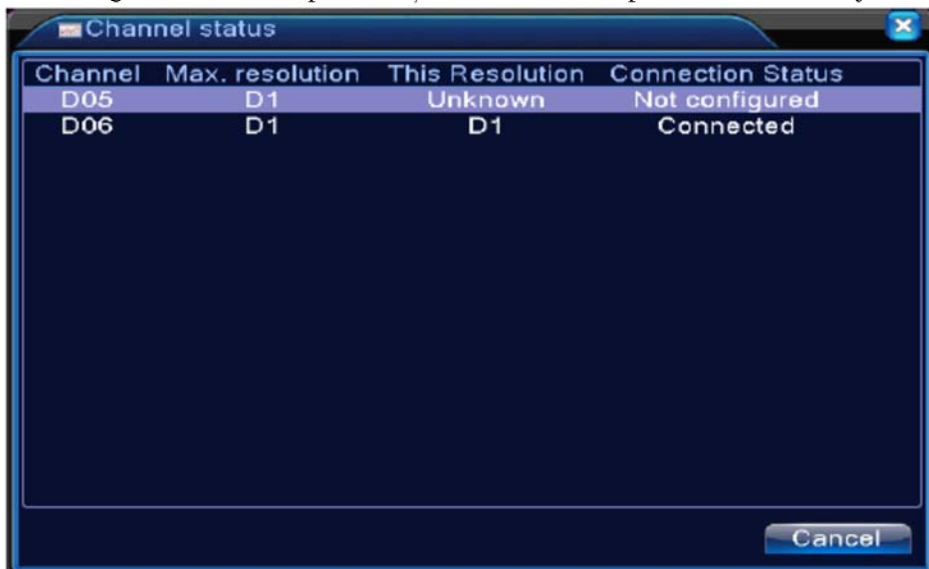 Channel status
Channel Max. resolution This Resolution Connection Status
D05 D1 Unknown Not configured
D06 D1 D1 Connected
Cancel